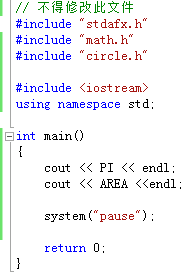 // 不得修改此文件
#include "stdafx.h"
#include "math.h"
#include "circle.h"
#include <iostream>
using namespace std;
int main()
{
cout << PI << endl;
cout << AREA <<endl;
system("pause");
return 0;
}